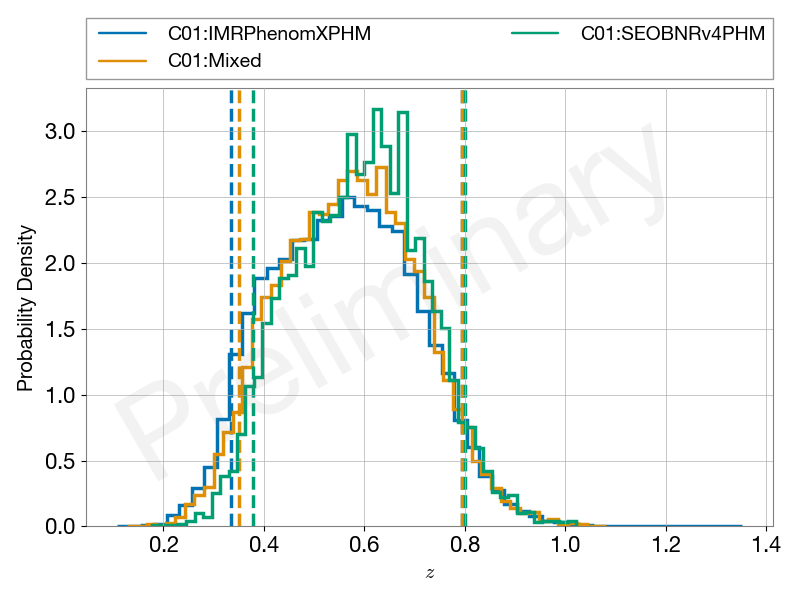 C01:IMRPhenomXPHM
C01:Mixed
C01:SEOBNRv4PHM
Preliminary
Probability Density
3.0
2.5
2.0
1.5
1.0
0.5
0.0
0.2 0.4 0.6 0.8 1.0 1.2 1.4
z